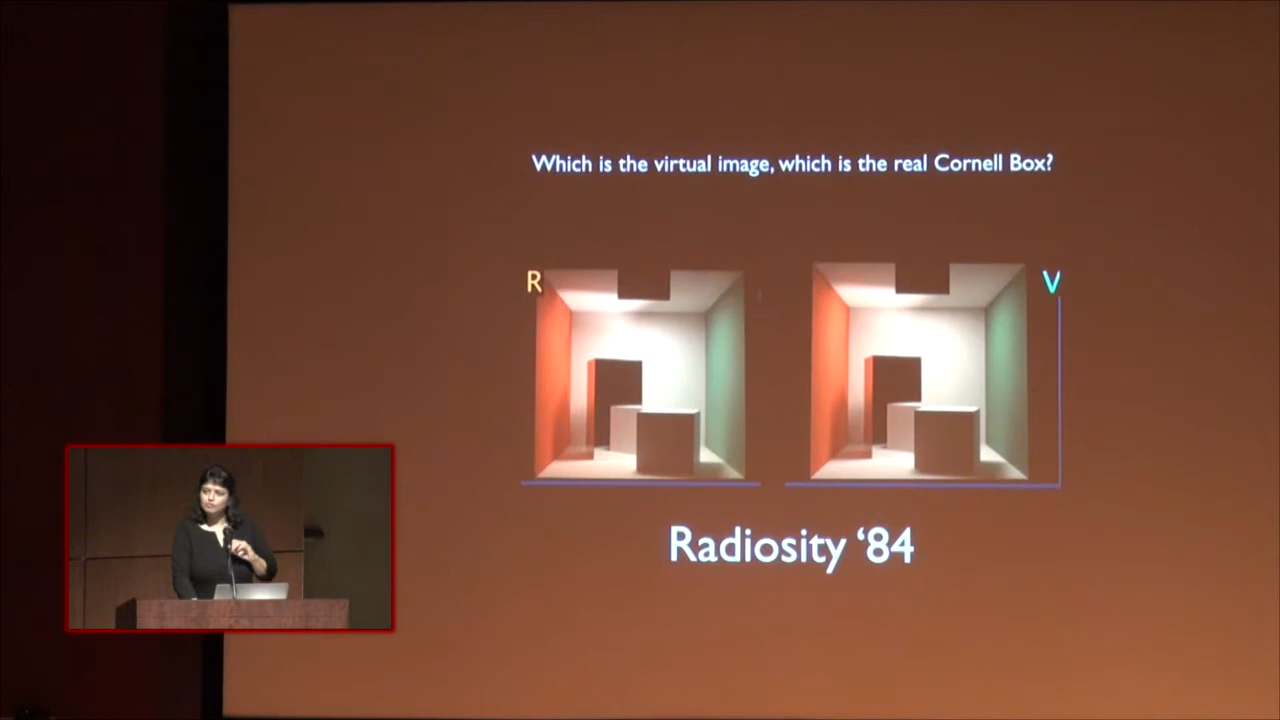 Which is the virtual image, which is the real Cornell Box?
R
V
Radiosity ‘84